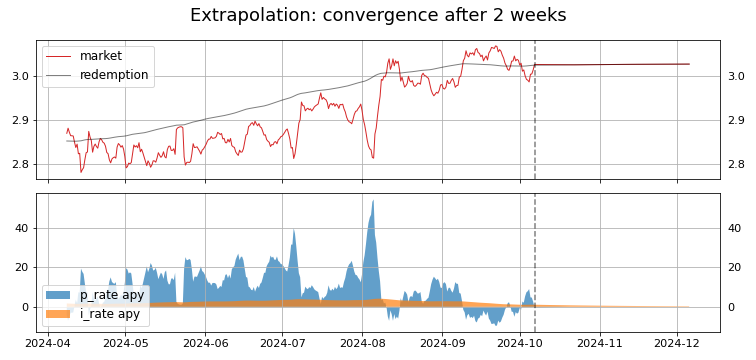 Extrapolation: convergence after 2 weeks
market
redemption
3.0
2.9
2.8
3.0
2.9
2.8
p_rate apy
i_rate apy
40
20
0
40
20
0
2024-04 2024-05 2024-06 2024-07 2024-08 2024-09 2024-10 2024-11 2024-12